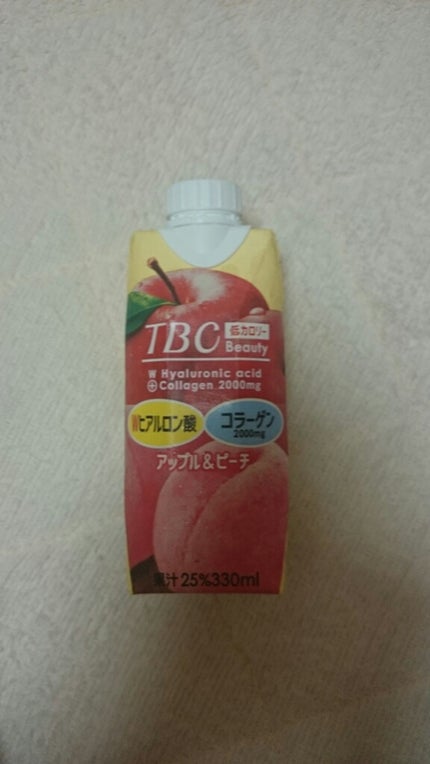 TBC 低カロリー
Beauty
W Hyaluronic acid
+Collagen 2000mg
Wヒアルロン酸 コラーゲン
2000mg
アップル&ピーチ
果汁25%330ml